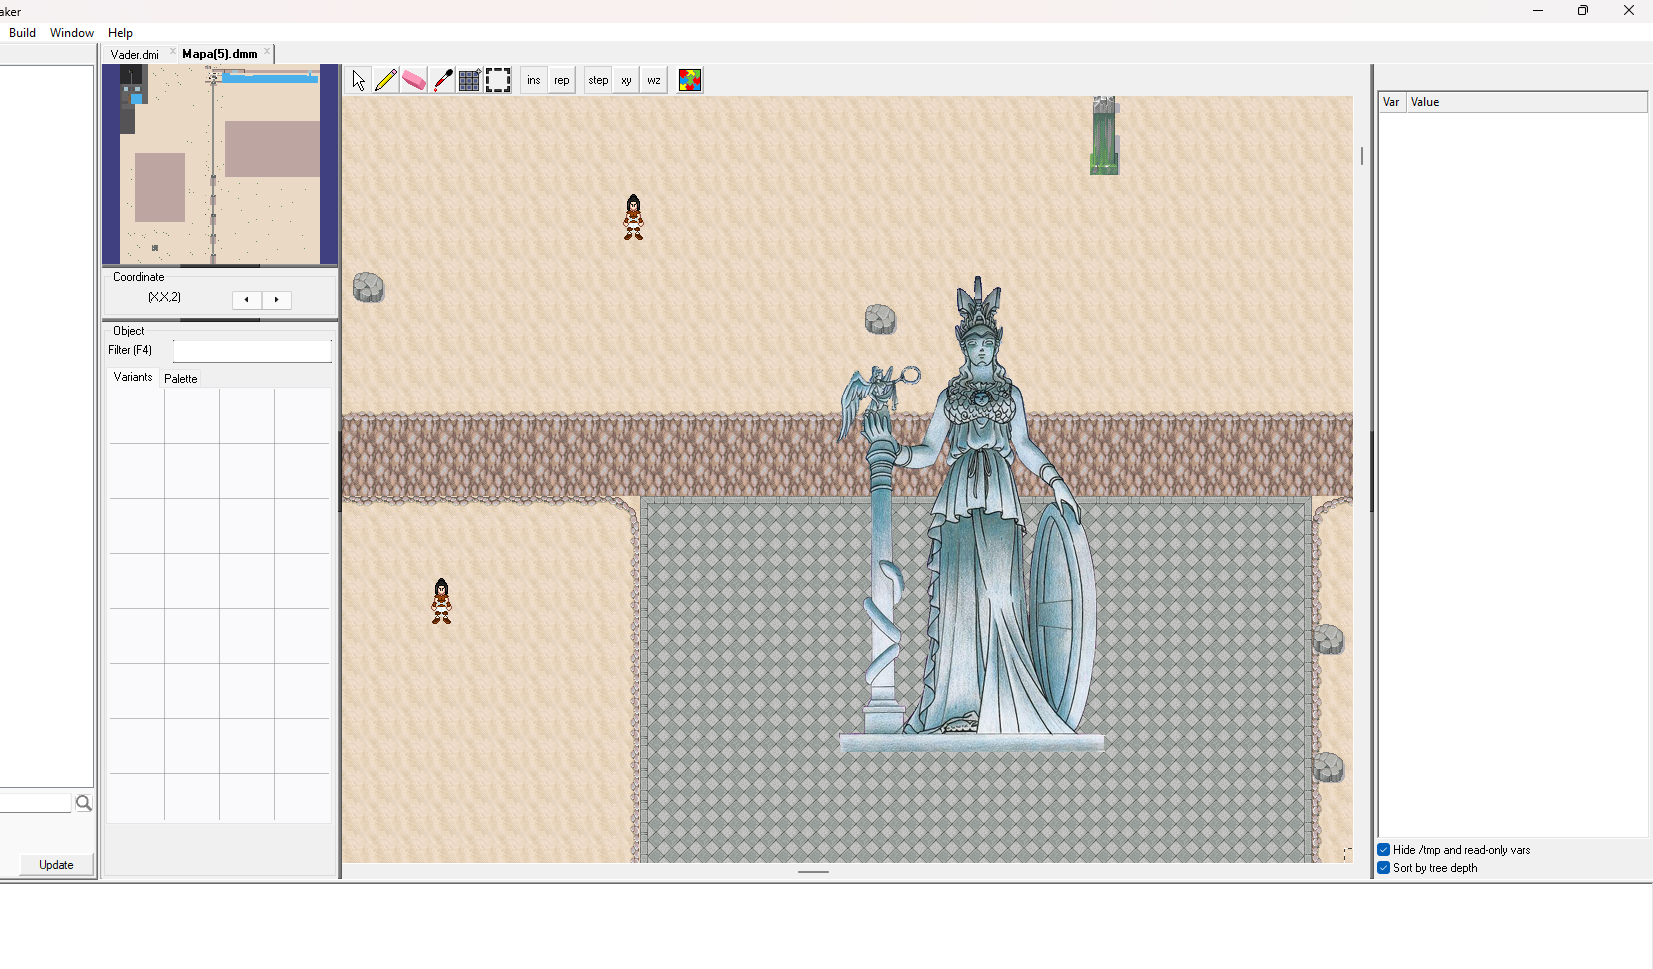 aker
Build Window Help
Vader.dmi Mapa(5).dmm
ins rep step xy wz
Var Value
Coordinate
(X,X,2)
Object
Filter (F4)
Variants Palette
Update
Hide /tmp and read-only vars
Sort by tree depth